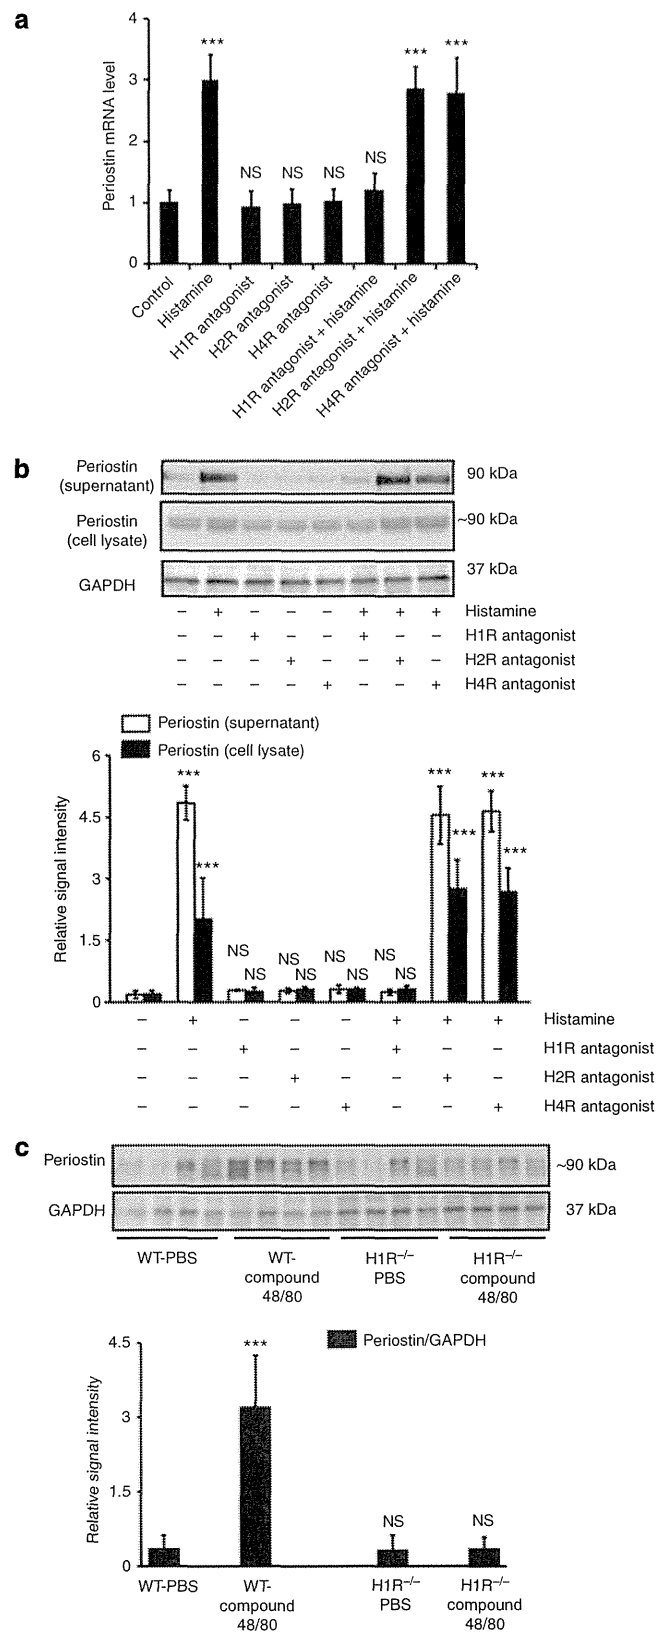 a
4
3
2
1
0
Periostin mRNA level
***
NS
NS
NS
NS
***
***
Control
Histamine
H1R antagonist
H2R antagonist
H4R antagonist
H1R antagonist + histamine
H2R antagonist + histamine
H4R antagonist + histamine
b
Periostin
(supernatant)
90 kDa
Periostin
(cell lysate)
~90 kDa
GAPDH
37 kDa
– + – – – + + + Histamine
– – + – – + – – H1R antagonist
– – – + – – + – H2R antagonist
– – – – + – – + H4R antagonist
Periostin (supernatant)
Periostin (cell lysate)
6
4.5
3
1.5
0
Relative signal intensity
***
***
NS
NS
NS
NS
NS
NS
NS
NS
***
***
***
***
– + – – – + + + Histamine
– – + – – + – – H1R antagonist
– – – + – – + – H2R antagonist
– – – – + – – + H4R antagonist
c
Periostin
~90 kDa
GAPDH
37 kDa
WT-PBS
WT-
compound
48/80
H1R–/–
PBS
H1R–/–
compound
48/80
Periostin/GAPDH
4.5
3
1.5
0
Relative signal intensity
***
NS
NS
WT-PBS
WT-
compound
48/80
H1R–/–
PBS
H1R–/–
compound
48/80